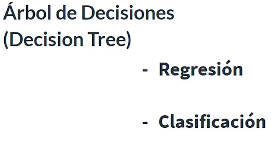 Árbol de Decisiones
(Decision Tree)
- Regresión
- Clasificación